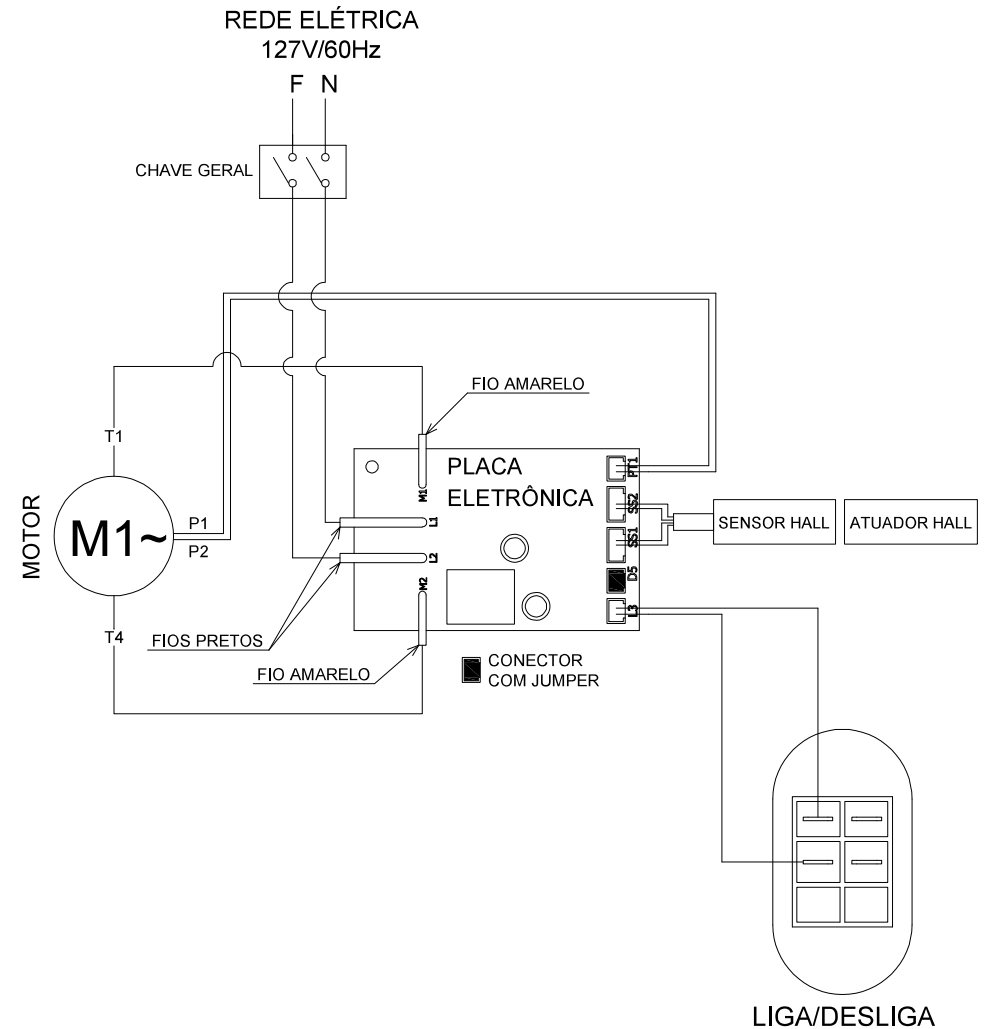 REDE ELÉTRICA
127V/60Hz
F N
CHAVE GERAL
FIO AMARELO
T1
PLACA
ELETRÔNICA
M1
PT1
SS2
L1
SENSOR HALL
ATUADOR HALL
MOTOR
M1~
P1
P2
SS1
L2
D5
M2
L3
T4
FIOS PRETOS
FIO AMARELO
CONECTOR
COM JUMPER
LIGA/DESLIGA